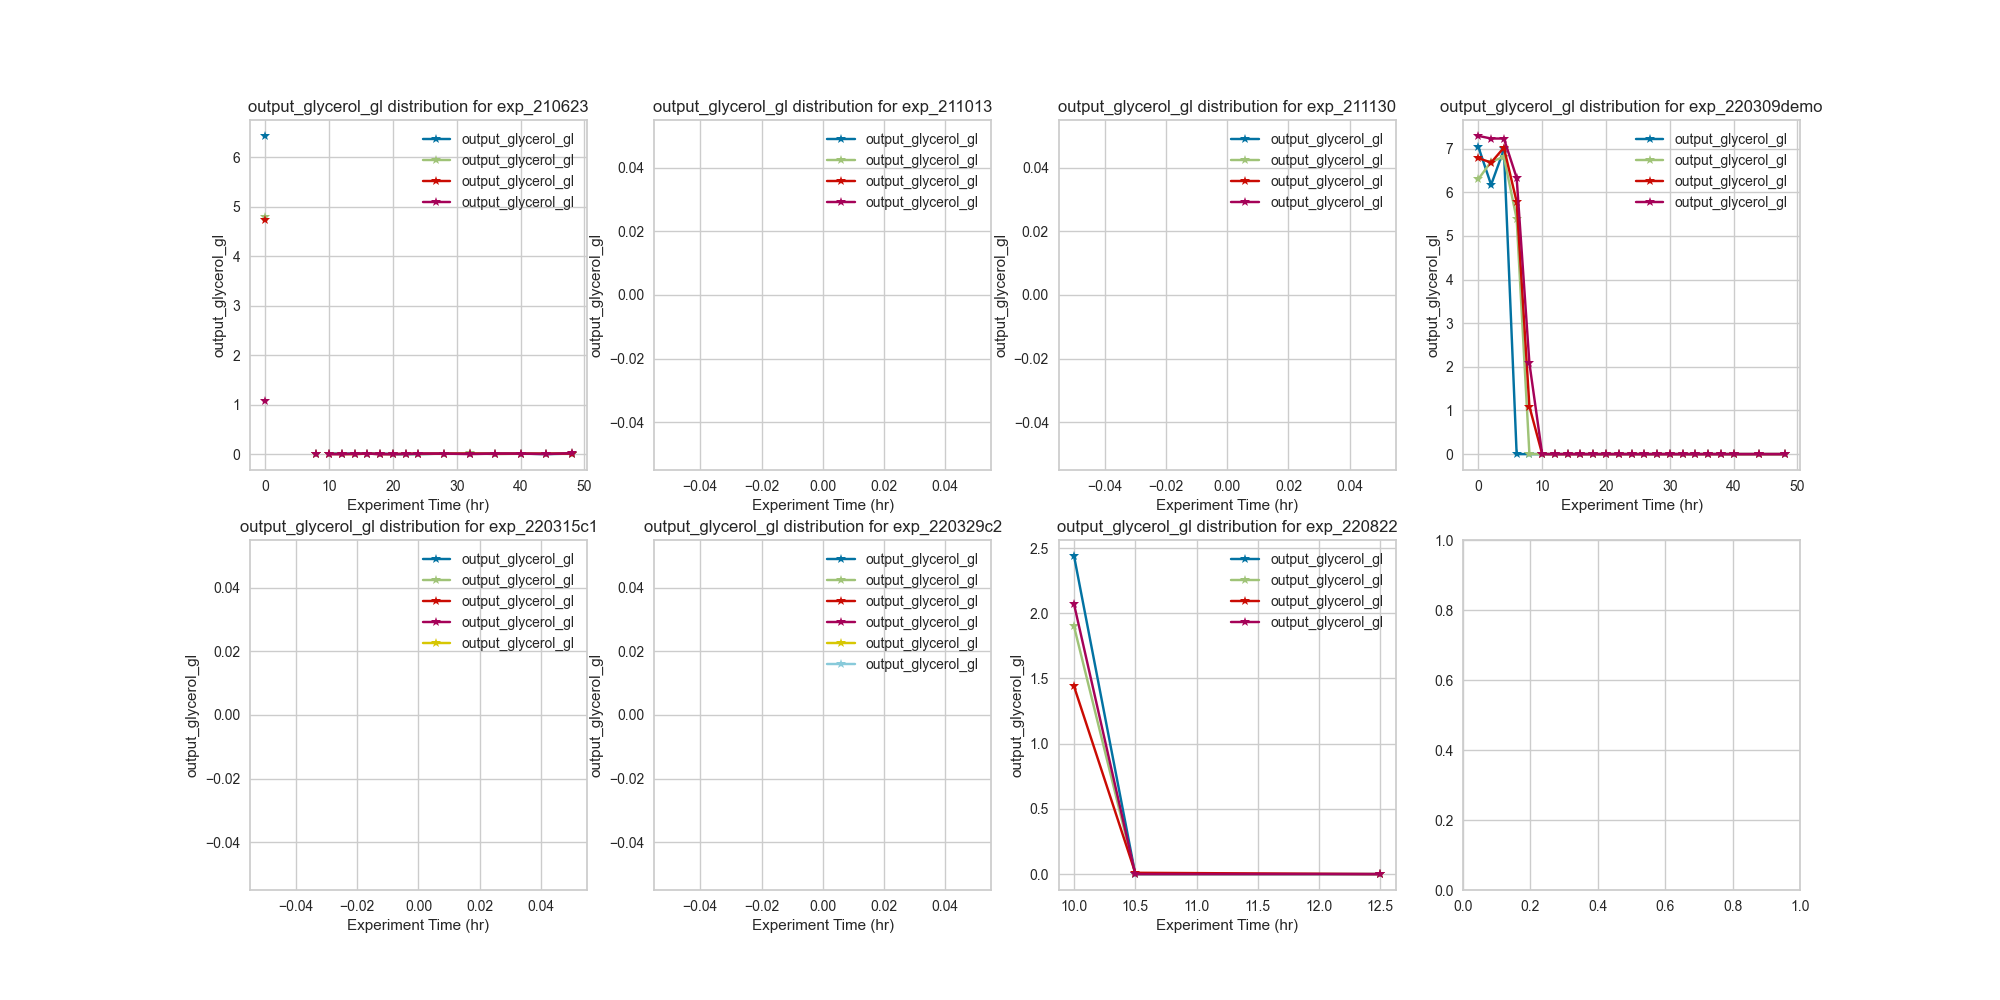 output_glycerol_gl distribution for exp_210623
output_glycerol_gl
6
5
4
3
2
1
0
0 10 20 30 40 50
Experiment Time (hr)
output_glycerol_gl
output_glycerol_gl
output_glycerol_gl
output_glycerol_gl
output_glycerol_gl distribution for exp_211013
output_glycerol_gl
0.04
0.02
0.00
−0.02
−0.04
−0.04 −0.02 0.00 0.02 0.04
Experiment Time (hr)
output_glycerol_gl
output_glycerol_gl
output_glycerol_gl
output_glycerol_gl
output_glycerol_gl distribution for exp_211130
output_glycerol_gl
0.04
0.02
0.00
−0.02
−0.04
−0.04 −0.02 0.00 0.02 0.04
Experiment Time (hr)
output_glycerol_gl
output_glycerol_gl
output_glycerol_gl
output_glycerol_gl
output_glycerol_gl distribution for exp_220309demo
output_glycerol_gl
7
6
5
4
3
2
1
0
0 10 20 30 40 50
Experiment Time (hr)
output_glycerol_gl
output_glycerol_gl
output_glycerol_gl
output_glycerol_gl
output_glycerol_gl distribution for exp_220315c1
output_glycerol_gl
0.04
0.02
0.00
−0.02
−0.04
−0.04 −0.02 0.00 0.02 0.04
Experiment Time (hr)
output_glycerol_gl
output_glycerol_gl
output_glycerol_gl
output_glycerol_gl
output_glycerol_gl
output_glycerol_gl distribution for exp_220329c2
output_glycerol_gl
0.04
0.02
0.00
−0.02
−0.04
−0.04 −0.02 0.00 0.02 0.04
Experiment Time (hr)
output_glycerol_gl
output_glycerol_gl
output_glycerol_gl
output_glycerol_gl
output_glycerol_gl
output_glycerol_gl
output_glycerol_gl distribution for exp_220822
output_glycerol_gl
2.5
2.0
1.5
1.0
0.5
0.0
10.0 10.5 11.0 11.5 12.0 12.5
Experiment Time (hr)
output_glycerol_gl
output_glycerol_gl
output_glycerol_gl
output_glycerol_gl
1.0
0.8
0.6
0.4
0.2
0.0
0.0 0.2 0.4 0.6 0.8 1.0